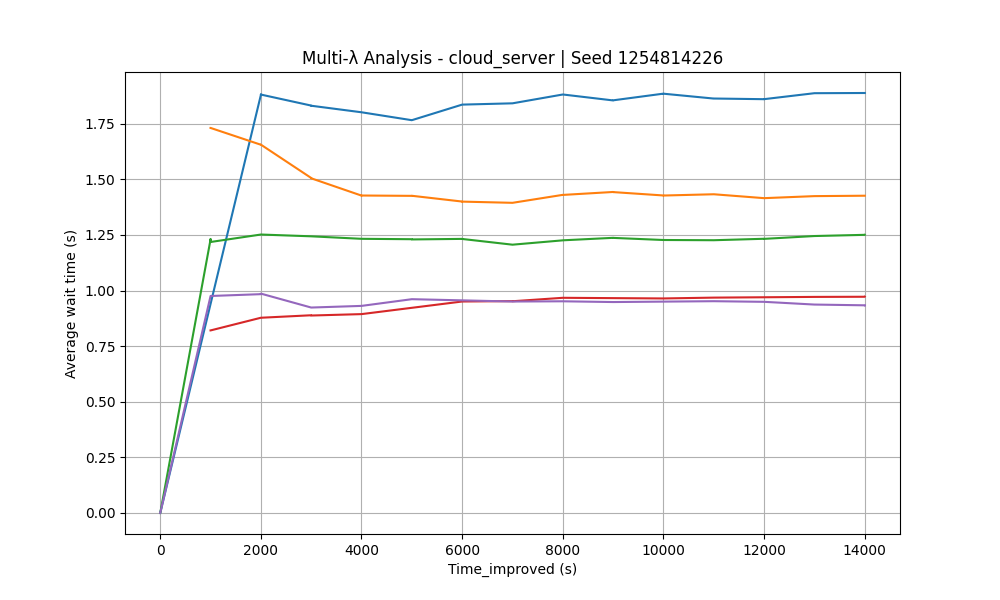 Multi-λ Analysis - cloud_server | Seed 1254814226
Average wait time (s)
1.75
1.50
1.25
1.00
0.75
0.50
0.25
0.00
0 2000 4000 6000 8000 10000 12000 14000
Time_improved (s)